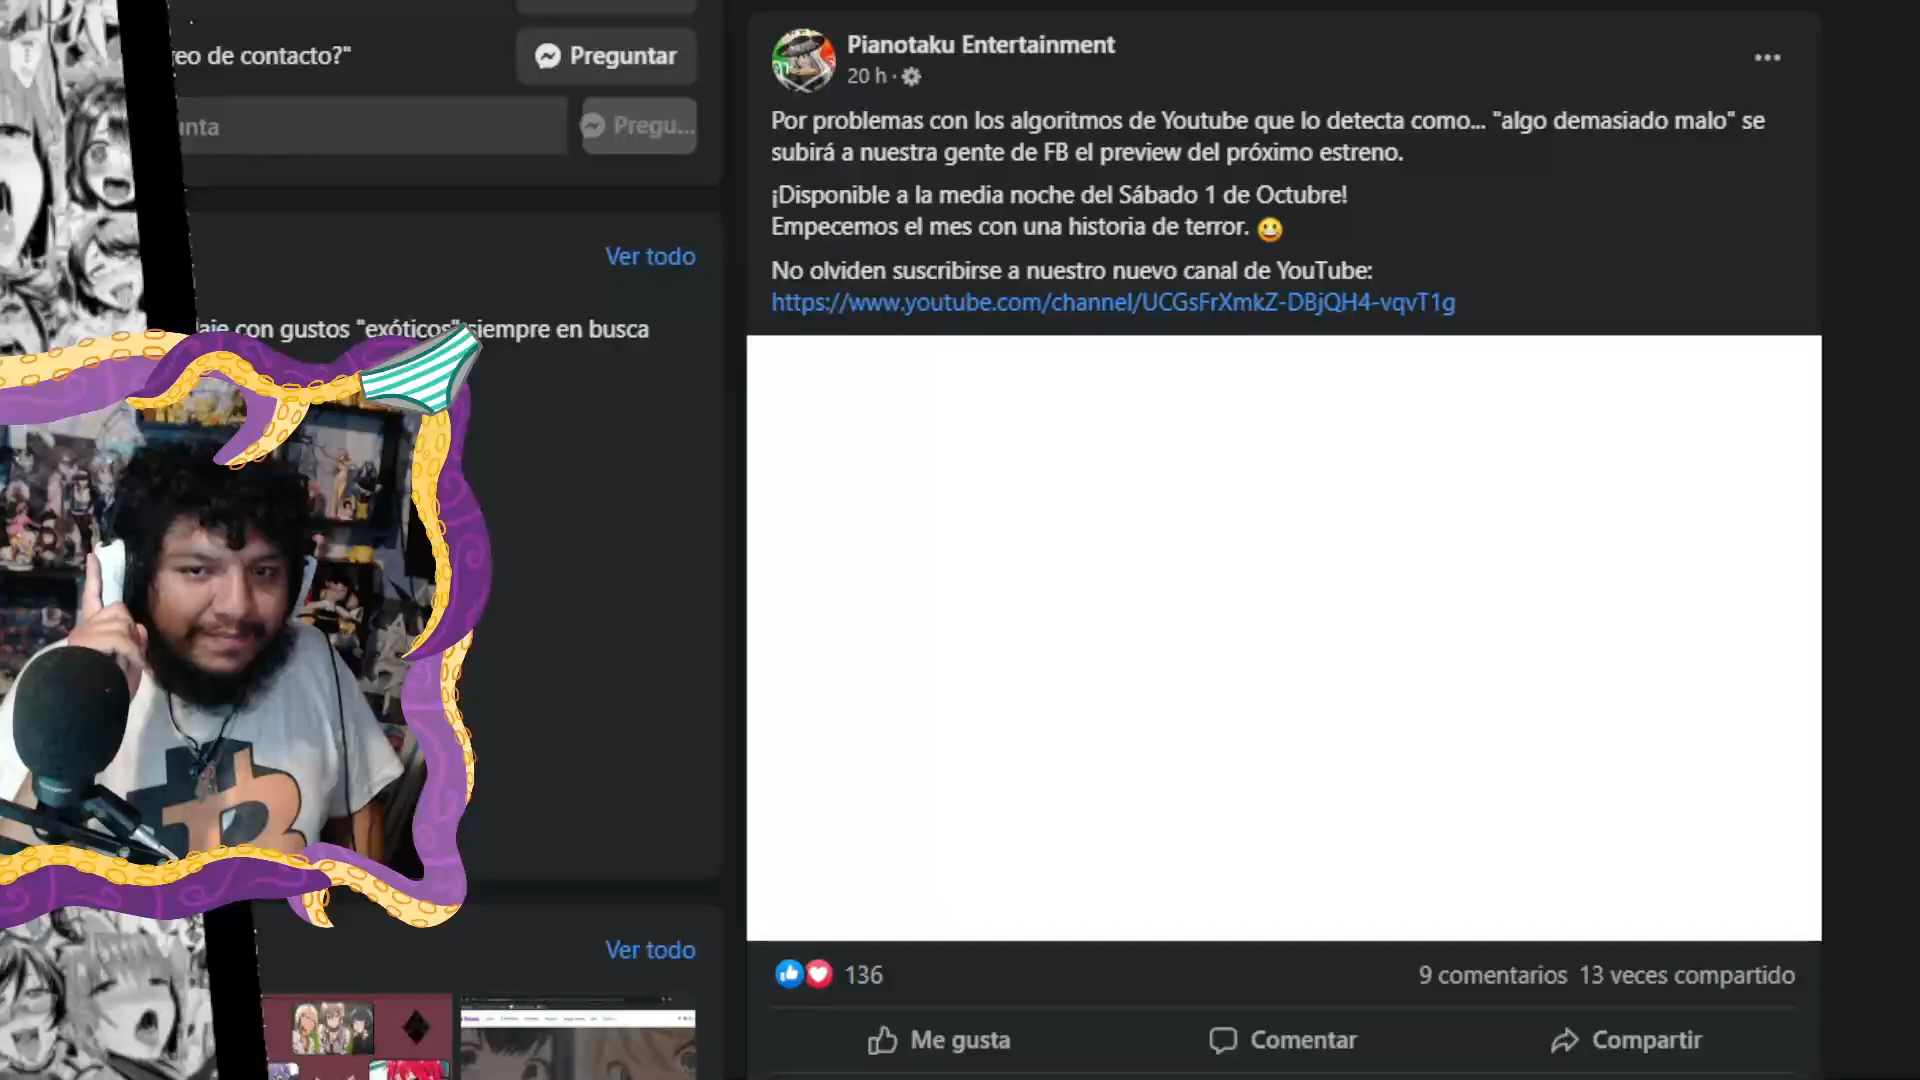 reo de contacto?"
Preguntar
Pregu...
Ver todo
aje con gustos "exóticos" siempre en busca
Ver todo
Pianotaku Entertainment
20 h ·
Por problemas con los algoritmos de Youtube que lo detecta como... "algo demasiado malo" se
subirá a nuestra gente de FB el preview del próximo estreno.
¡Disponible a la media noche del Sábado 1 de Octubre!
Empecemos el mes con una historia de terror. 😀
No olviden suscribirse a nuestro nuevo canal de YouTube:
https://www.youtube.com/channel/UCGsFrXmkZ-DBjQH4-vqvT1g
136
9 comentarios 13 veces compartido
Me gusta
Comentar
Compartir